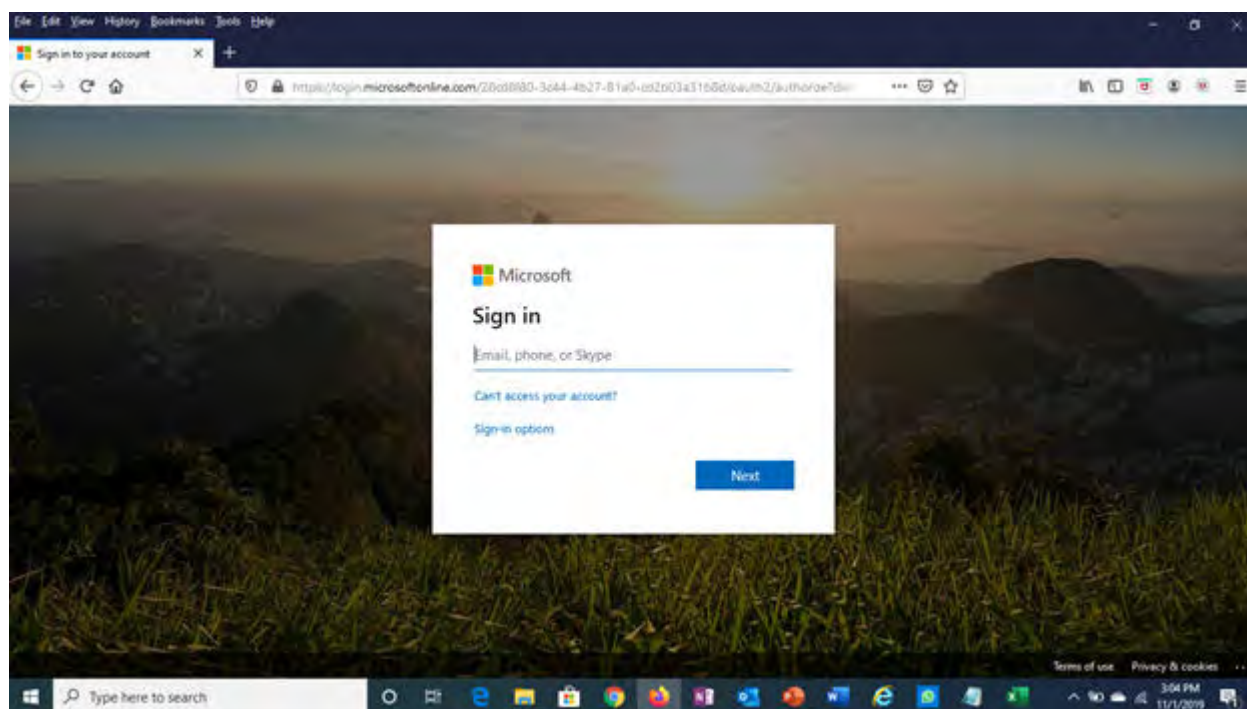 File Edit View History Bookmarks Tools Help
Sign in to your account
Microsoft
Sign in
Email, phone, or Skype
Can't access your account?
Sign-in options
Next
Terms of use Privacy & cookies ...
Type here to search
3:04 PM
11/1/2019